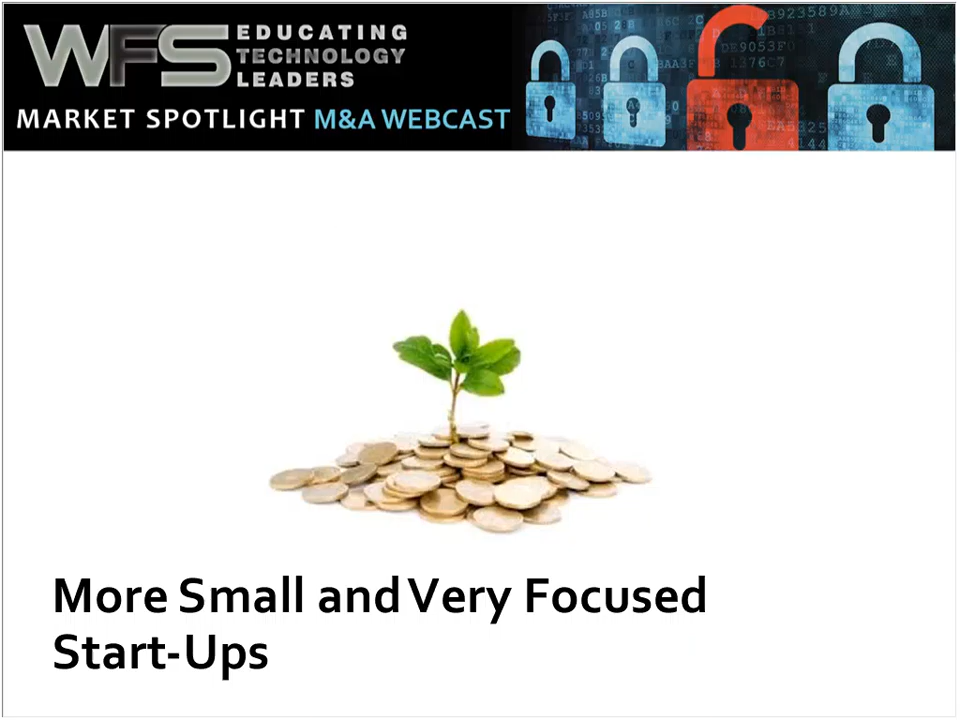 WFS EDUCATING
TECHNOLOGY
LEADERS
MARKET SPOTLIGHT M&A WEBCAST
More Small and Very Focused
Start-Ups